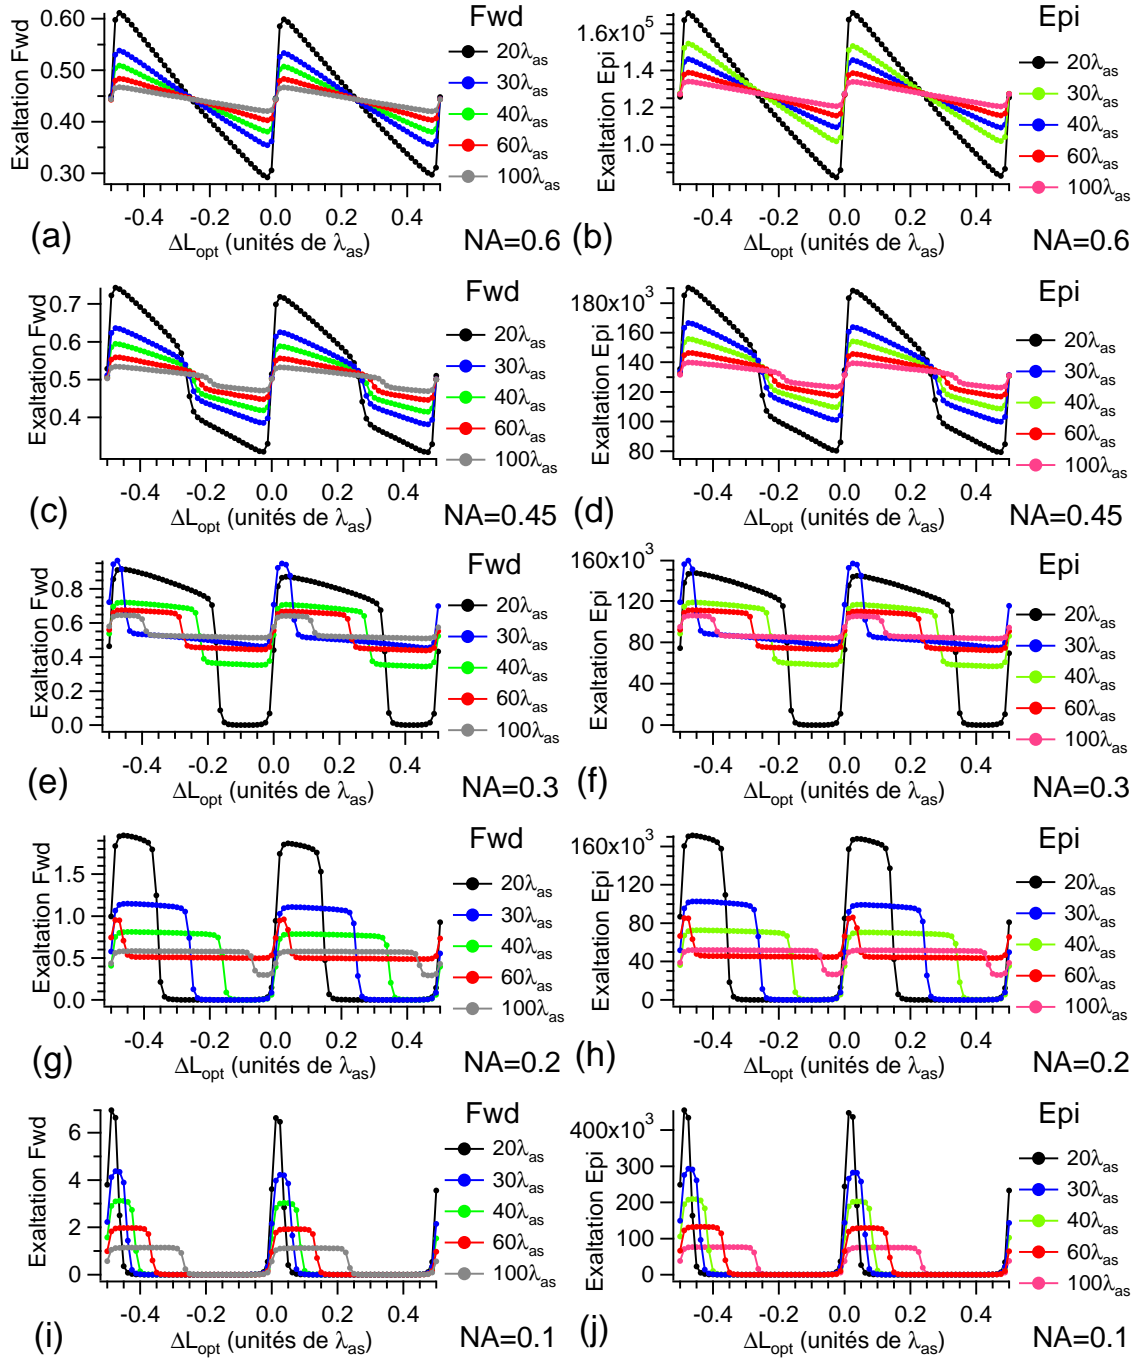 Fwd
Exaltation Fwd
0.60
0.50
0.40
0.30
20λas
30λas
40λas
60λas
100λas
-0.4 -0.2 0.0 0.2 0.4
(a) ΔLopt (unités de λas) NA=0.6
Epi
Exaltation Epi
1.6x10⁵
1.4
1.2
1.0
20λas
30λas
40λas
60λas
100λas
-0.4 -0.2 0.0 0.2 0.4
(b) ΔLopt (unités de λas) NA=0.6
Fwd
Exaltation Fwd
0.7
0.6
0.5
0.4
20λas
30λas
40λas
60λas
100λas
-0.4 -0.2 0.0 0.2 0.4
(c) ΔLopt (unités de λas) NA=0.45
Epi
Exaltation Epi
180x10³
160
140
120
100
80
20λas
30λas
40λas
60λas
100λas
-0.4 -0.2 0.0 0.2 0.4
(d) ΔLopt (unités de λas) NA=0.45
Fwd
Exaltation Fwd
0.8
0.6
0.4
0.2
0.0
20λas
30λas
40λas
60λas
100λas
-0.4 -0.2 0.0 0.2 0.4
(e) ΔLopt (unités de λas) NA=0.3
Epi
Exaltation Epi
160x10³
120
80
40
0
20λas
30λas
40λas
60λas
100λas
-0.4 -0.2 0.0 0.2 0.4
(f) ΔLopt (unités de λas) NA=0.3
Fwd
Exaltation Fwd
1.5
1.0
0.5
0.0
20λas
30λas
40λas
60λas
100λas
-0.4 -0.2 0.0 0.2 0.4
(g) ΔLopt (unités de λas) NA=0.2
Epi
Exaltation Epi
160x10³
120
80
40
0
20λas
30λas
40λas
60λas
100λas
-0.4 -0.2 0.0 0.2 0.4
(h) ΔLopt (unités de λas) NA=0.2
Fwd
Exaltation Fwd
6
4
2
0
20λas
30λas
40λas
60λas
100λas
-0.4 -0.2 0.0 0.2 0.4
(i) ΔLopt (unités de λas) NA=0.1
Epi
Exaltation Epi
400x10³
300
200
100
0
20λas
30λas
40λas
60λas
100λas
-0.4 -0.2 0.0 0.2 0.4
(j) ΔLopt (unités de λas) NA=0.1